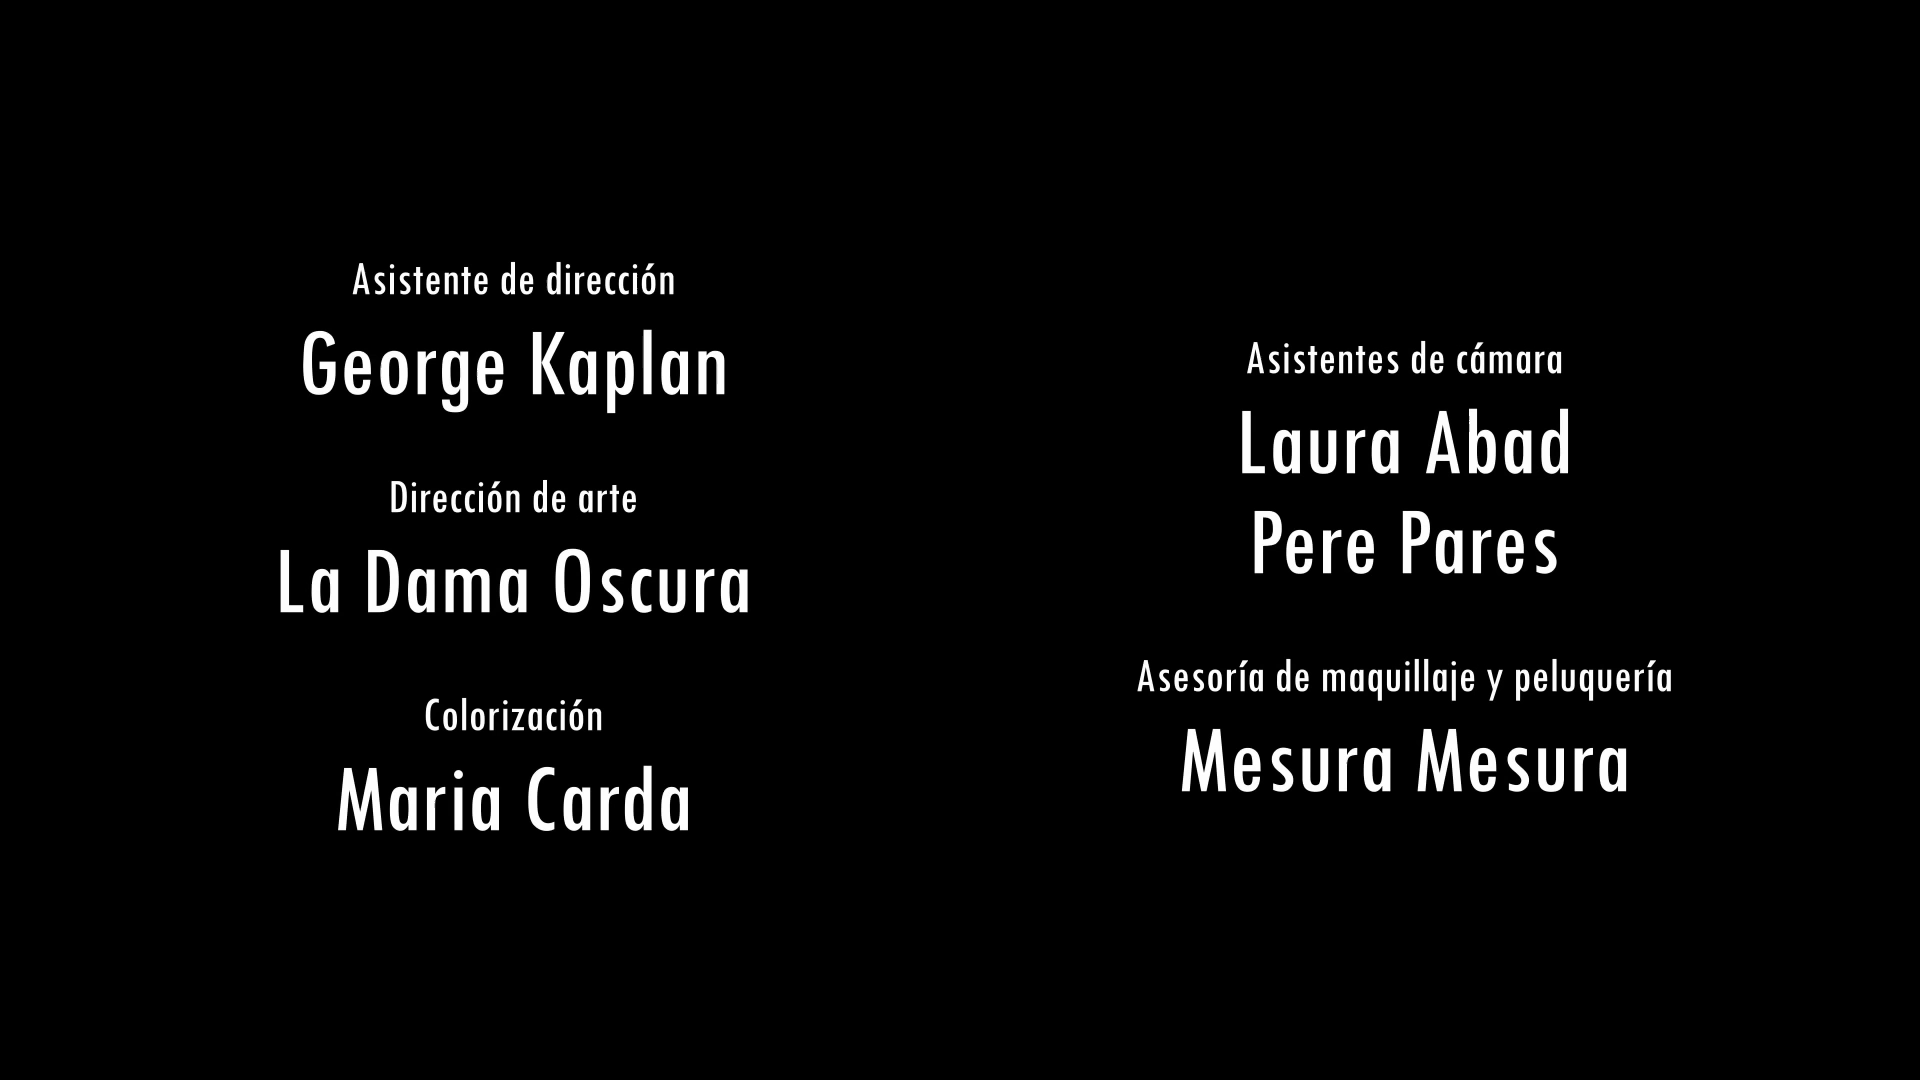 Asistente de dirección
George Kaplan
Dirección de arte
La Dama Oscura
Colorización
Maria Carda
Asistentes de cámara
Laura Abad
Pere Pares
Asesoría de maquillaje y peluquería
Mesura Mesura